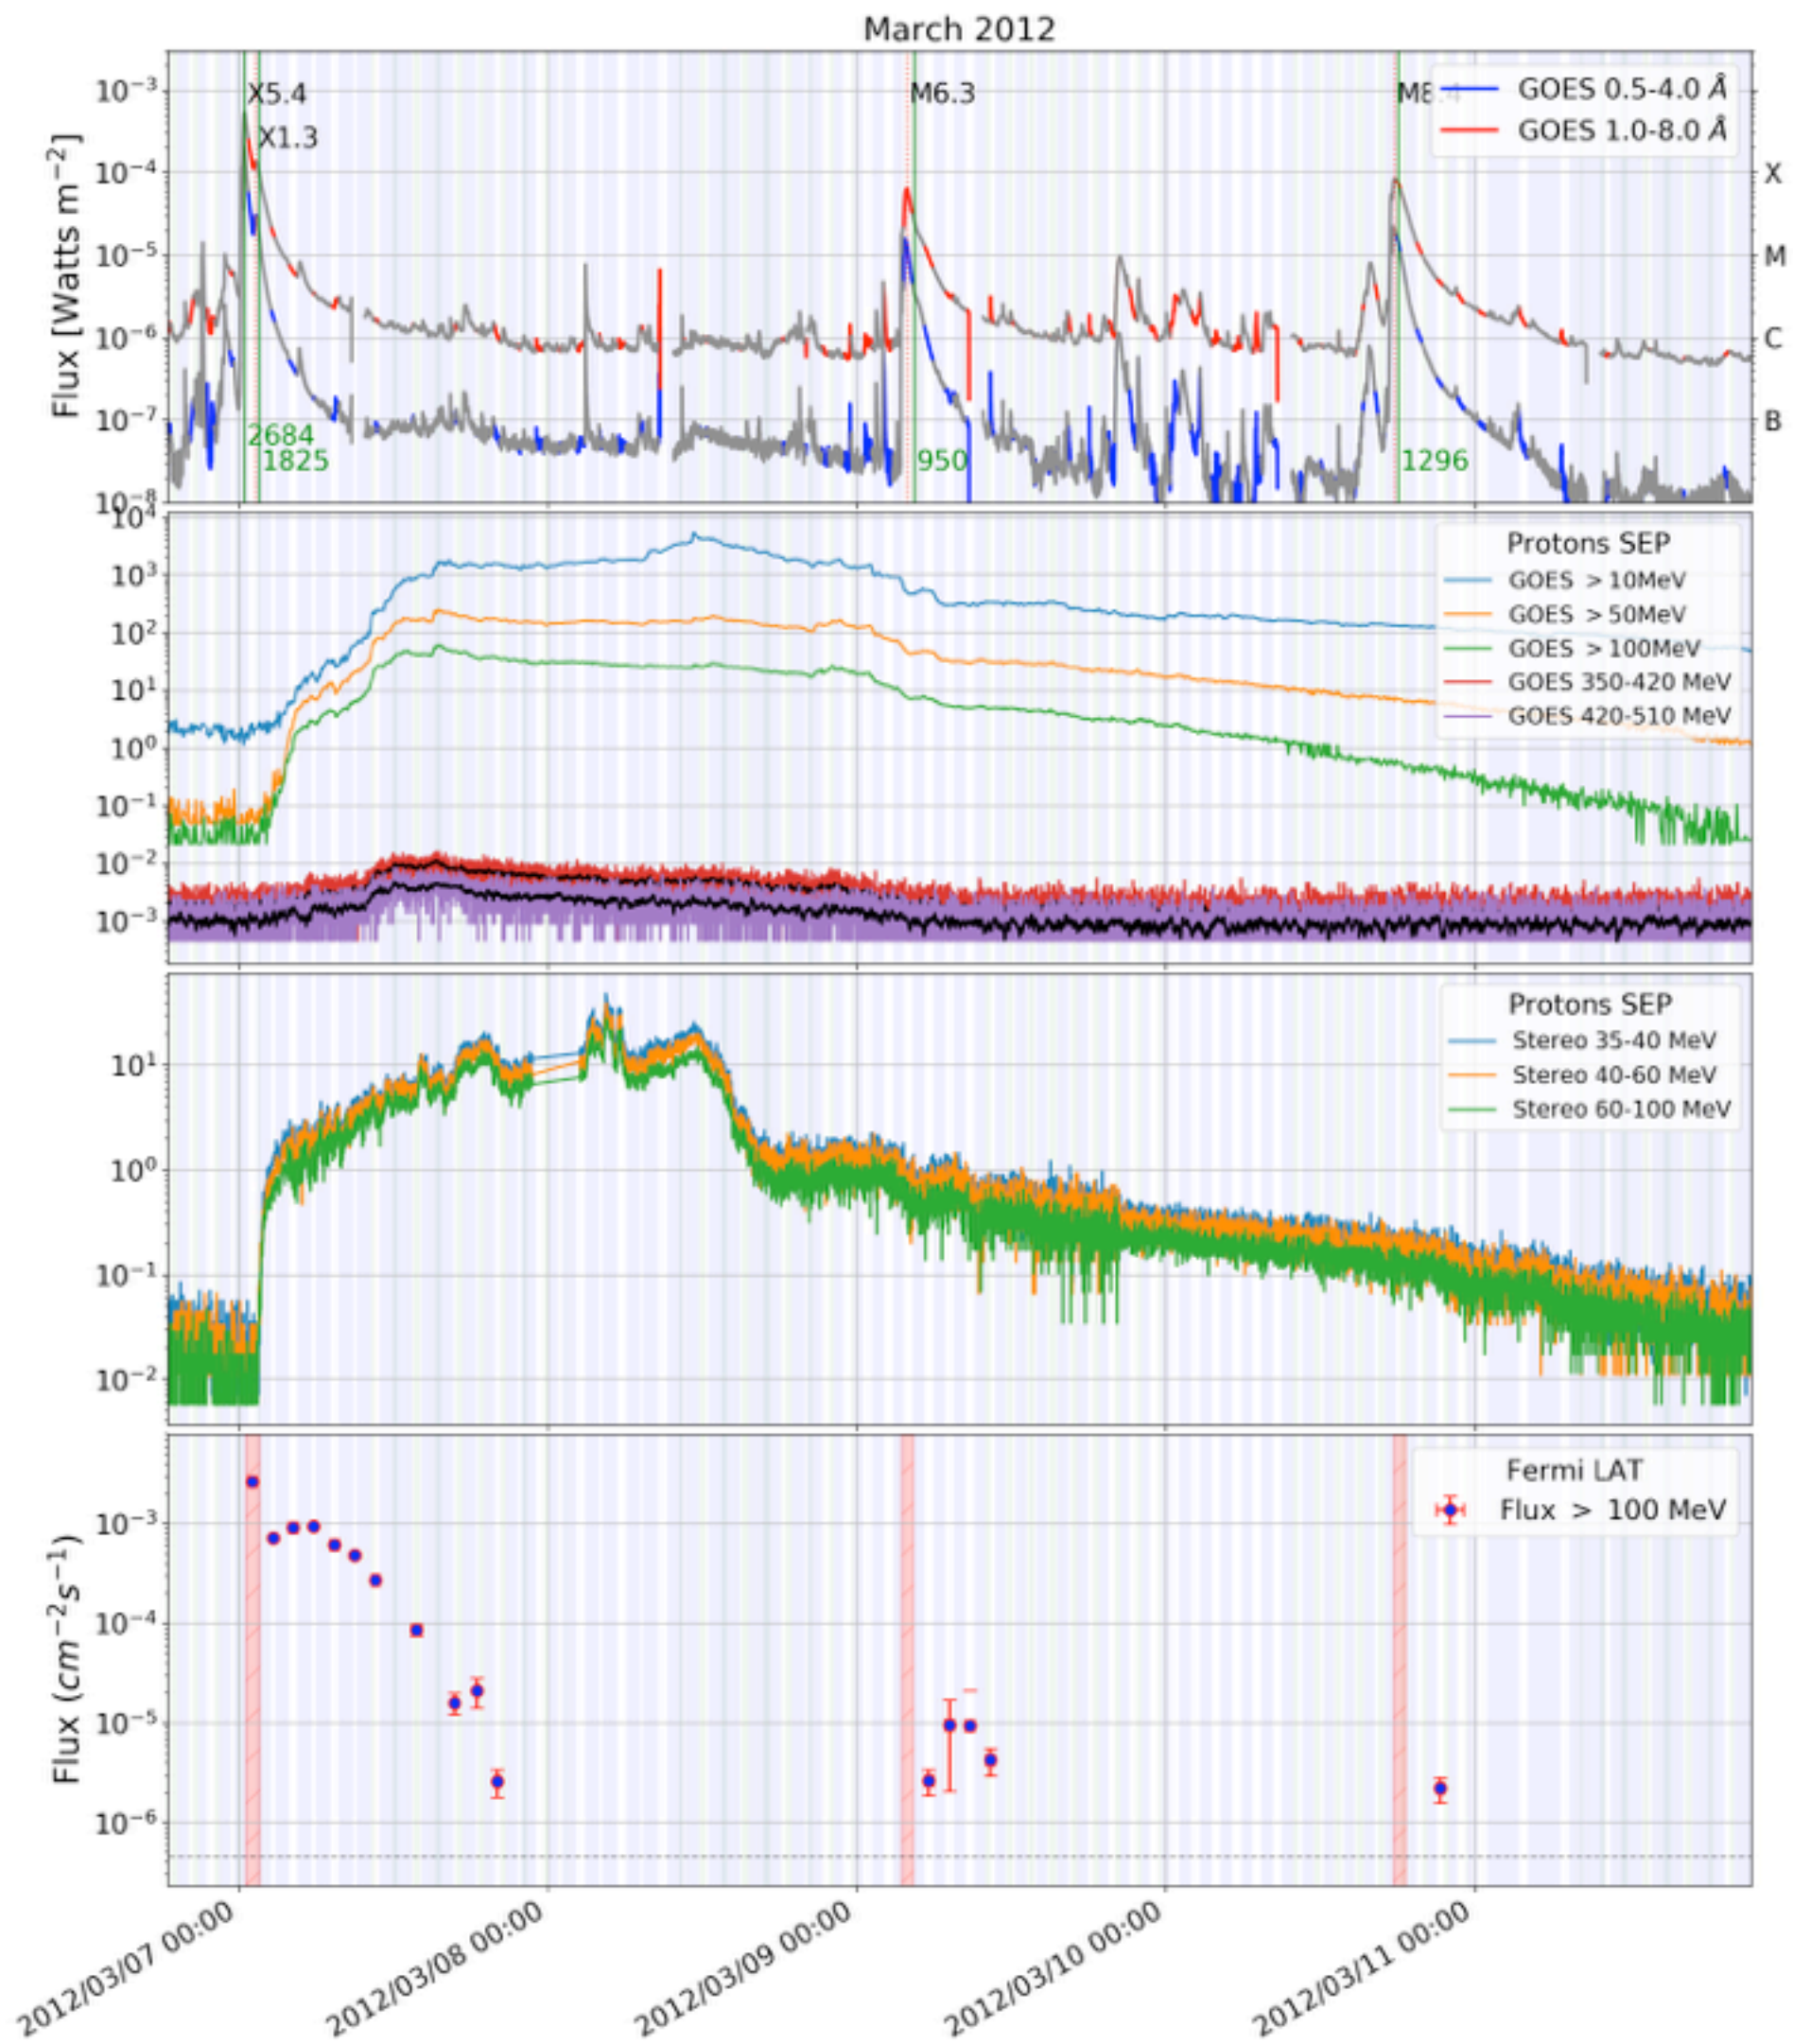 March 2012
Flux [Watts m⁻²]
10⁻³
10⁻⁴
10⁻⁵
10⁻⁶
10⁻⁷
10⁻⁸
X5.4
X1.3
M6.3
M8.4
GOES 0.5-4.0 Å
GOES 1.0-8.0 Å
X
M
C
B
2684
1825
950
1296
10⁴
10³
10²
10¹
10⁰
10⁻¹
10⁻²
10⁻³
Protons SEP
GOES > 10MeV
GOES > 50MeV
GOES > 100MeV
GOES 350-420 MeV
GOES 420-510 MeV
10¹
10⁰
10⁻¹
10⁻²
Protons SEP
Stereo 35-40 MeV
Stereo 40-60 MeV
Stereo 60-100 MeV
Flux (cm⁻²s⁻¹)
10⁻³
10⁻⁴
10⁻⁵
10⁻⁶
Fermi LAT
Flux > 100 MeV
2012/03/07 00:00
2012/03/08 00:00
2012/03/09 00:00
2012/03/10 00:00
2012/03/11 00:00